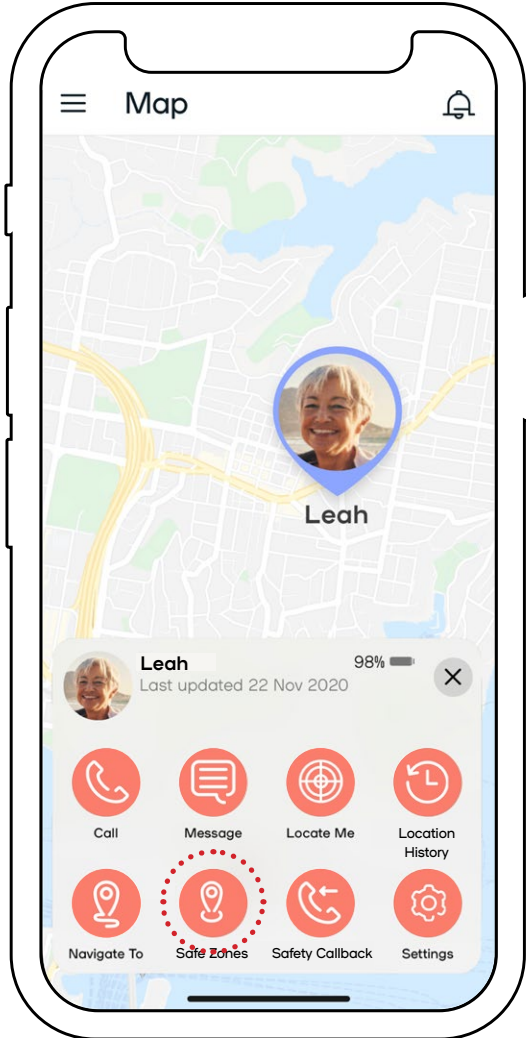 Map
Leah
Leah
98%
Last updated 22 Nov 2020
Call
Message
Locate Me
Location
History
Navigate To
Safe Zones
Safety Callback
Settings